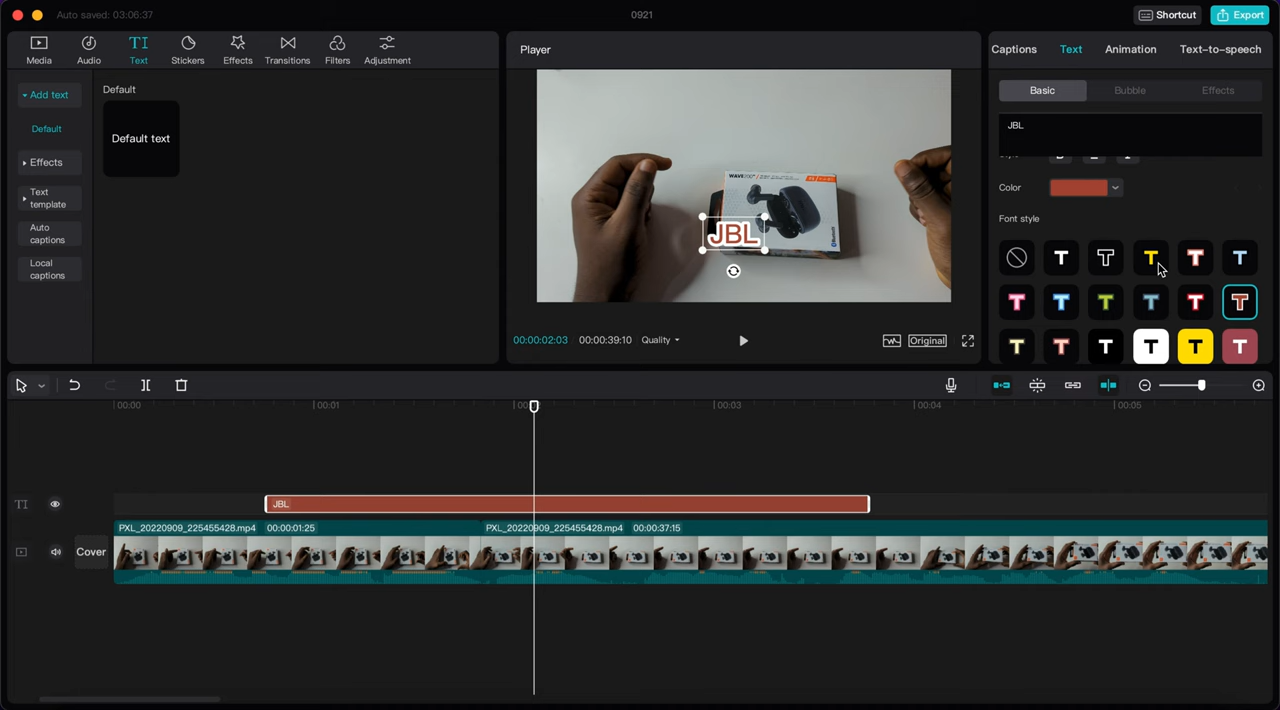 Auto saved: 03:06:37
0921
Shortcut
Export
Media
Audio
TI
Text
Stickers
Effects
Transitions
Filters
Adjustment
Add text
Default
Effects
Text
template
Auto
captions
Local
captions
Default
Default text
Player
JBL
00:00:02:03
00:00:39:10
Quality
Original
Captions
Text
Animation
Text-to-speech
Basic
Bubble
Effects
JBL
Color
Font style
T T T T T
T T T T T T
T T T T T T
00:00
00:01
00:03
00:04
00:05
TI
JBL
PXL_20220909_225455428.mp4 00:00:01:25
PXL_20220909_225455428.mp4 00:00:37:15
Cover